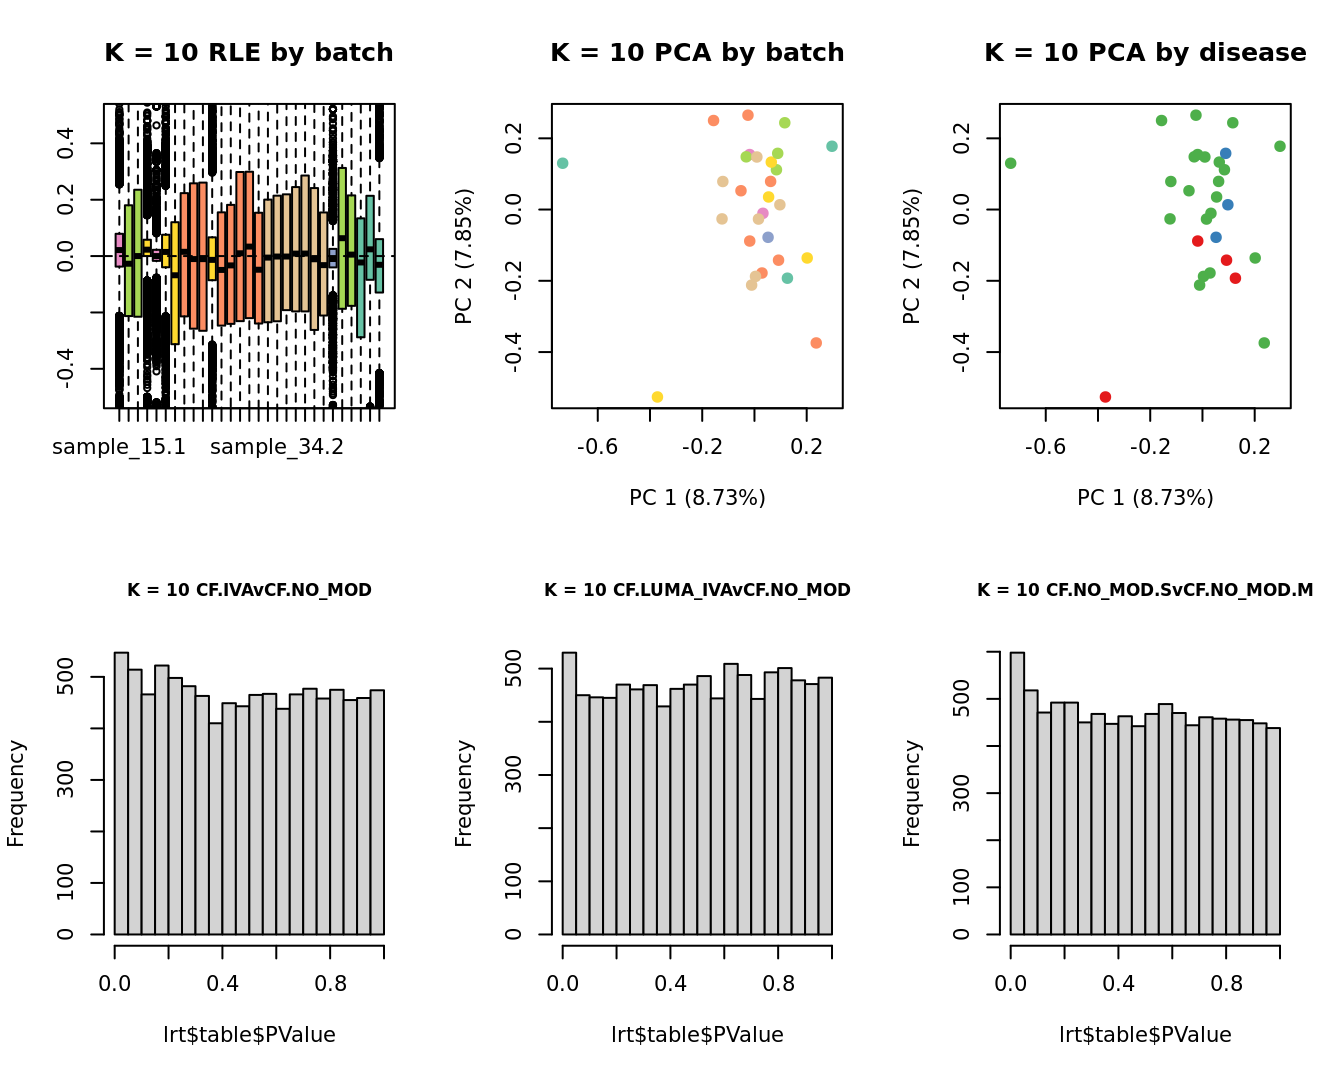 K = 10 RLE by batch
-0.4
0.0
0.2
0.4
sample_15.1
sample_34.2
K = 10 PCA by batch
PC 2 (7.85%)
-0.4
-0.2
0.0
0.2
-0.6
-0.2
0.2
PC 1 (8.73%)
K = 10 PCA by disease
PC 2 (7.85%)
-0.4
-0.2
0.0
0.2
-0.6
-0.2
0.2
PC 1 (8.73%)
K = 10 CF.IVAvCF.NO_MOD
Frequency
0
100
300
500
0.0
0.4
0.8
lrt$table$PValue
K = 10 CF.LUMA_IVAvCF.NO_MOD
Frequency
0
100
300
500
0.0
0.4
0.8
lrt$table$PValue
K = 10 CF.NO_MOD.SvCF.NO_MOD.M
Frequency
0
100
300
500
0.0
0.4
0.8
lrt$table$PValue